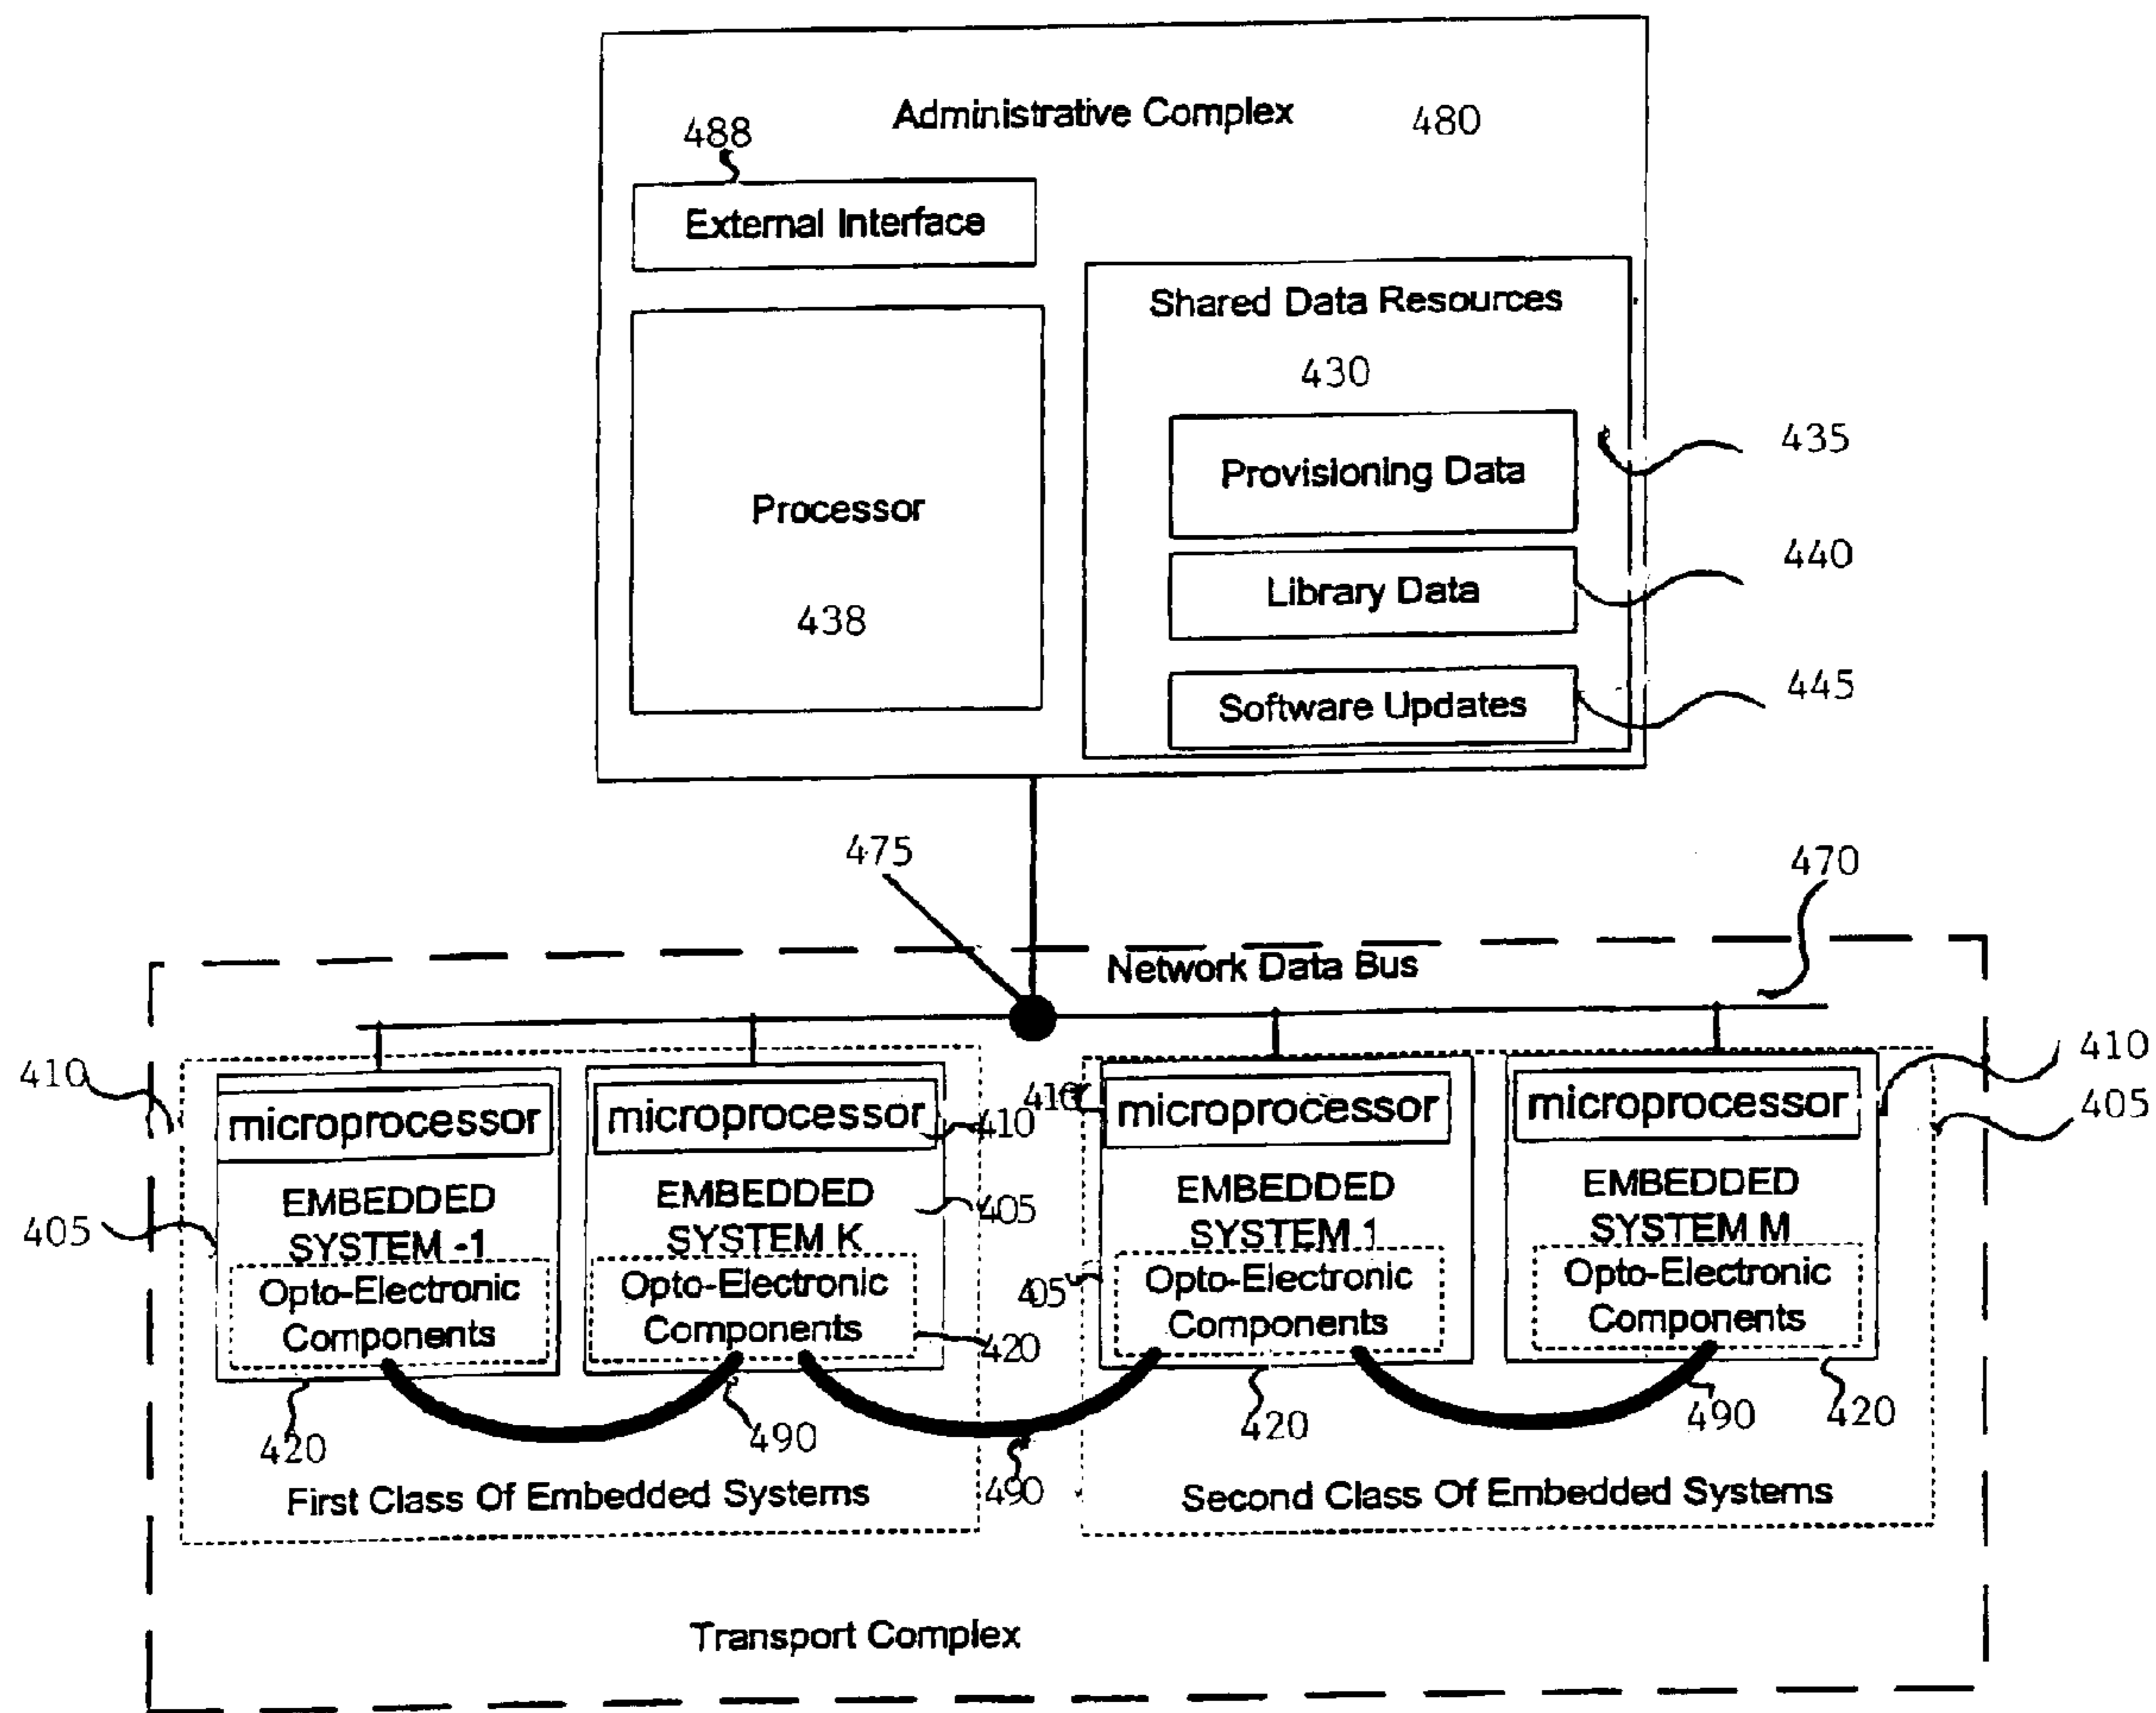 Administrative Complex 480
488
External Interface
Shared Data Resources
430
435
Provisioning Data
Processor
438
440
Library Data
445
Software Updates
475
470
Network Data Bus
410
microprocessor
microprocessor
410
410
microprocessor
microprocessor
410
405
EMBEDDED
SYSTEM -1
405
EMBEDDED
SYSTEM K
405
EMBEDDED
SYSTEM 1
EMBEDDED
SYSTEM M
Opto-Electronic
Components
Opto-Electronic
Components
420
405
Opto-Electronic
Components
Opto-Electronic
Components
420
490
490
420
490
420
First Class Of Embedded Systems
Second Class Of Embedded Systems
Transport Complex